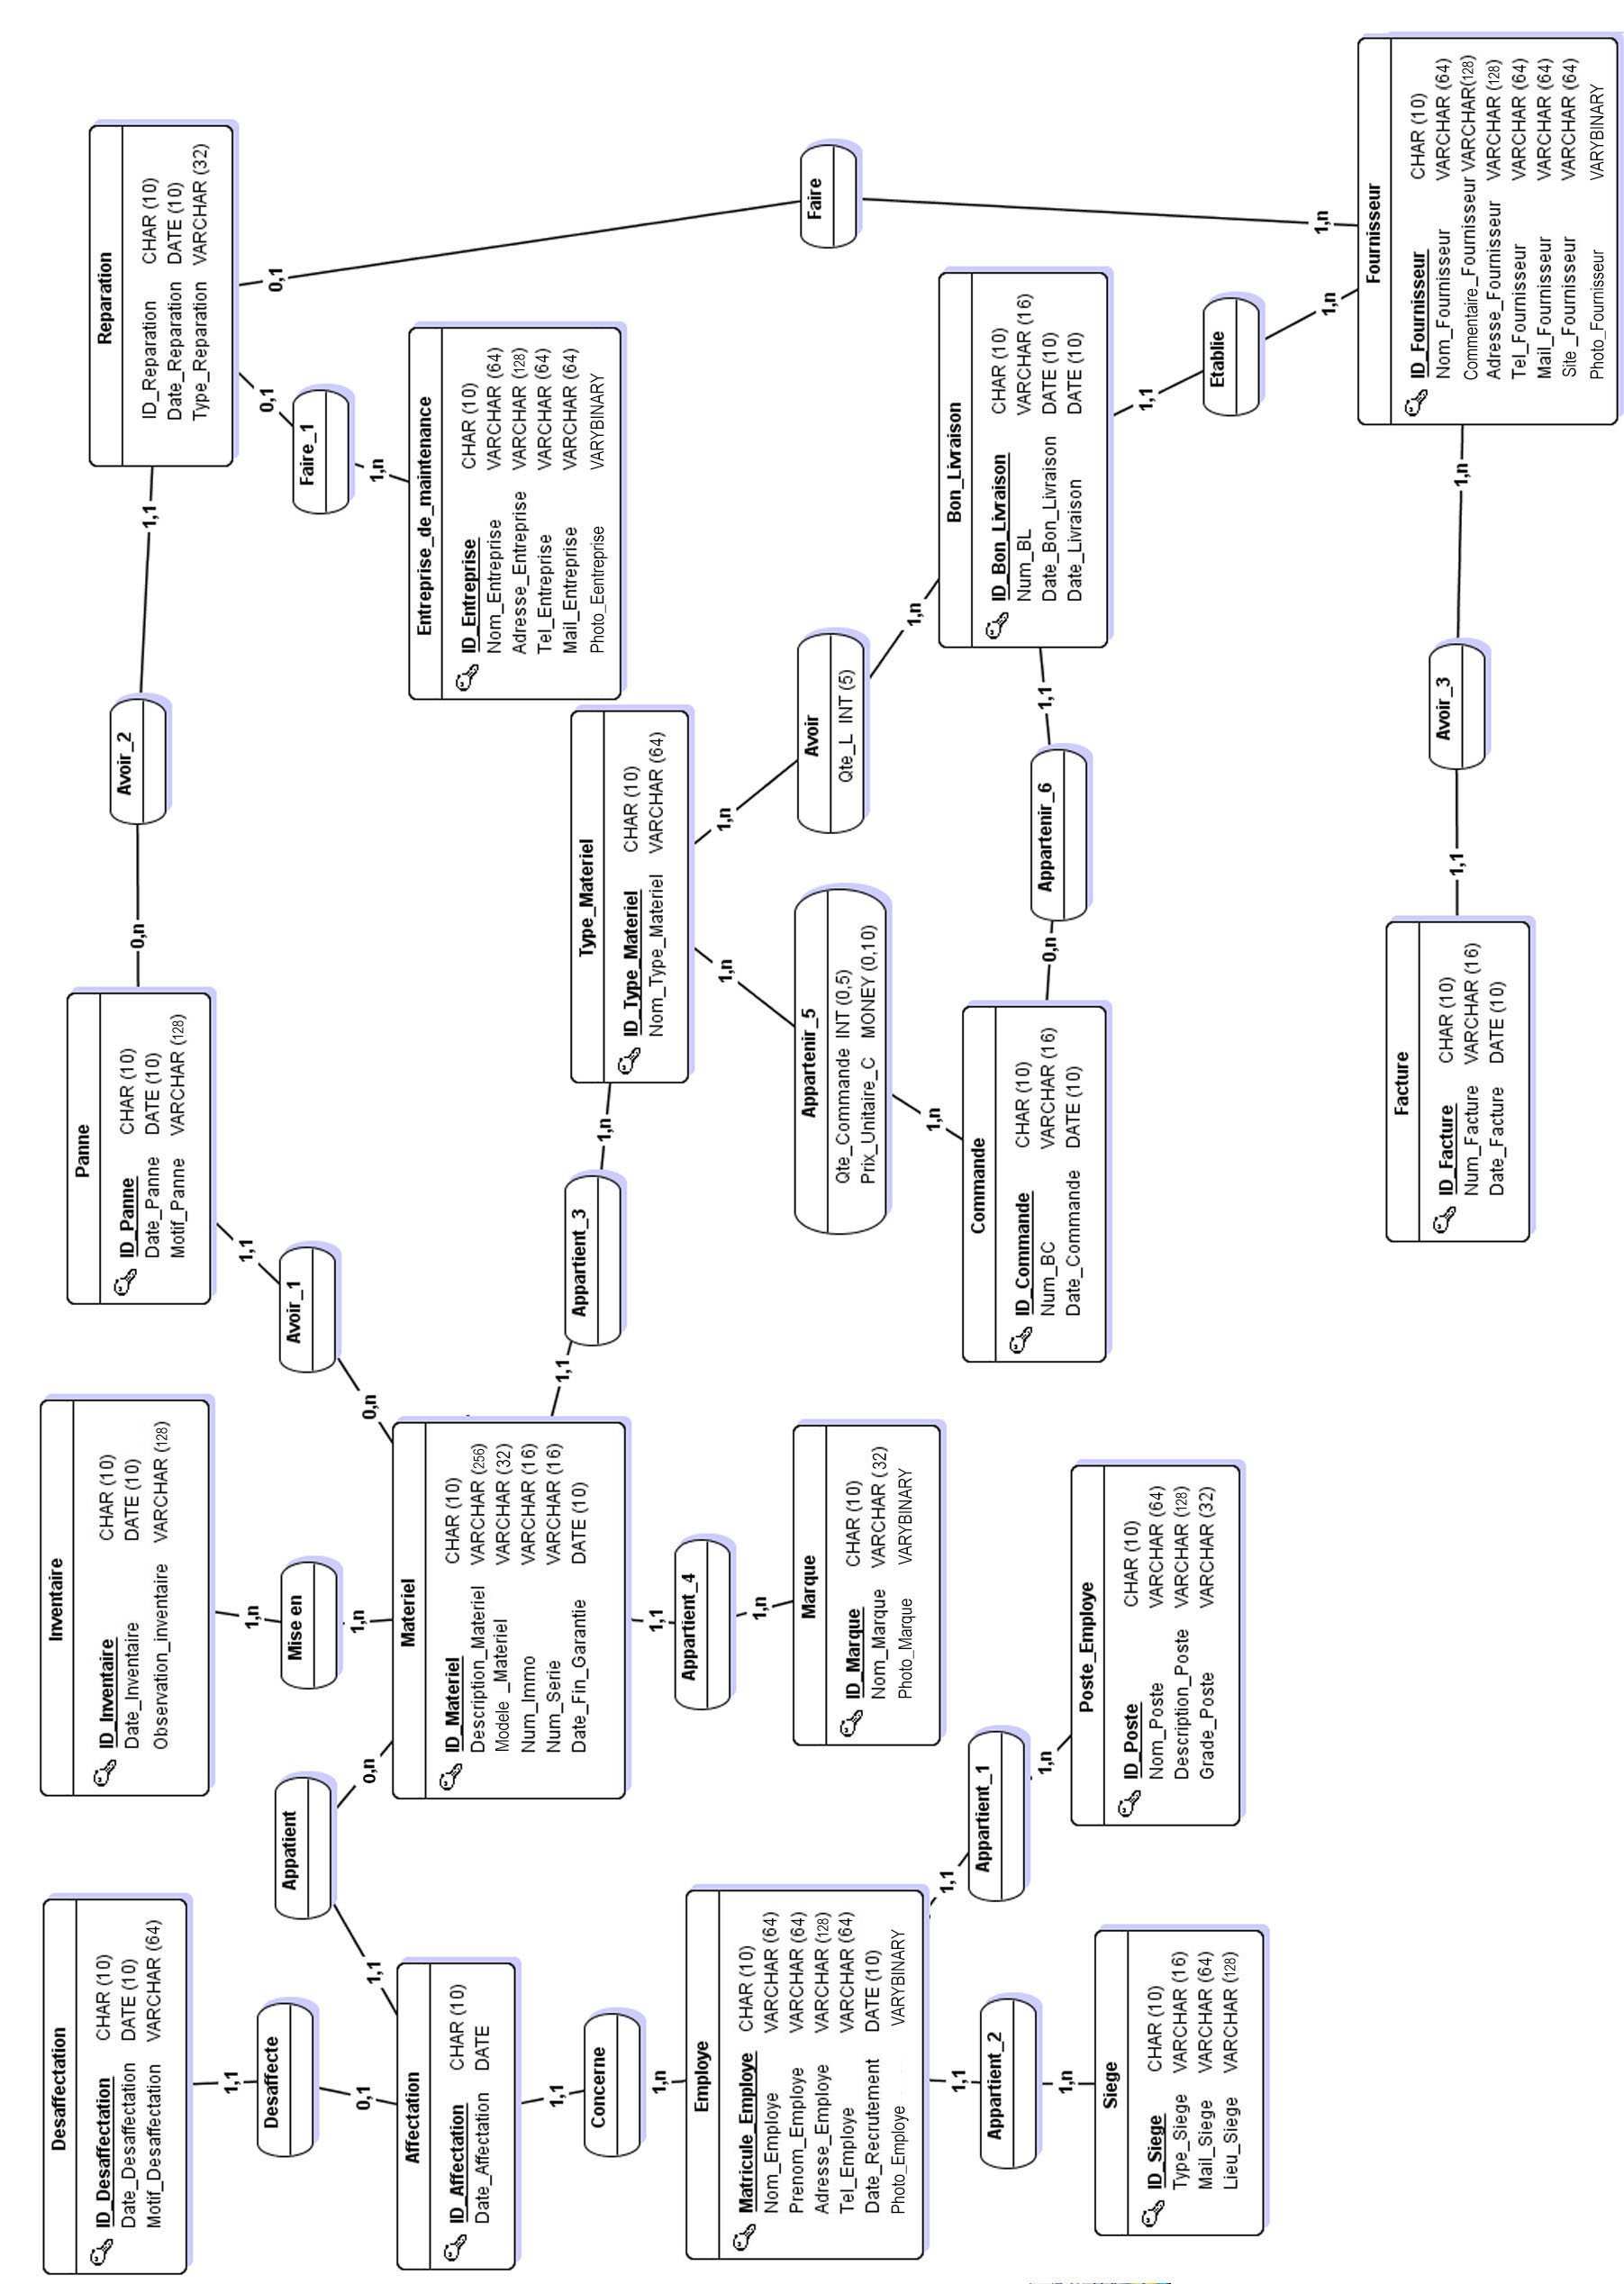 Desaffectation
ID_Desaffectation CHAR (10)
Date_Desaffectation DATE (10)
Motif_Desaffectation VARCHAR (64)
1,1
Desaffecte
0,1
Affectation
ID_Affectation CHAR (10)
Date_Affectation DATE
1,1
Concerne
1,n
Employe
Matricule_Employe CHAR (10)
Nom_Employe VARCHAR (64)
Prenom_Employe VARCHAR (64)
Adresse_Employe VARCHAR (128)
Tel_Employe VARCHAR (64)
Date_Recrutement DATE (10)
Photo_Employe VARYBINARY
1,1
Appartient_2
1,n
Siege
ID_Siege CHAR (10)
Type_Siege VARCHAR (16)
Mail_Siege VARCHAR (64)
Lieu_Siege VARCHAR (128)
1,1
Appartient_1
1,n
Poste_Employe
ID_Poste CHAR (10)
Nom_Poste VARCHAR (64)
Description_Poste VARCHAR (128)
Grade_Poste VARCHAR (32)
1,1
Appatient
0,n
Inventaire
ID_Inventaire CHAR (10)
Date_Inventaire DATE (10)
Observation_inventaire VARCHAR (128)
1,n
Mise en
1,n
Materiel
ID_Materiel CHAR (10)
Description_Materiel VARCHAR (256)
Modele _Materiel VARCHAR (32)
Num_Immo VARCHAR (16)
Num_Serie VARCHAR (16)
Date_Fin_Garantie DATE (10)
1,1
Appartient_4
1,n
Marque
ID_Marque CHAR (10)
Nom_Marque VARCHAR (32)
Photo_Marque VARYBINARY
0,n
Avoir_1
1,1
Panne
ID_Panne CHAR (10)
Date_Panne DATE (10)
Motif_Panne VARCHAR (128)
0,n
Avoir_2
1,1
Reparation
ID_Reparation CHAR (10)
Date_Reparation DATE (10)
Type_Reparation VARCHAR (32)
0,1
Faire_1
1,n
Entreprise_de_maintenance
ID_Entreprise CHAR (10)
Nom_Entreprise VARCHAR (64)
Adresse_Entreprise VARCHAR (128)
Tel_Entreprise VARCHAR (64)
Mail_Entreprise VARCHAR (64)
Photo_Eentreprise VARYBINARY
1,1
Appartient_3
1,n
Type_Materiel
ID_Type_Materiel CHAR (10)
Nom_Type_Materiel VARCHAR (64)
1,n
Appartenir_5
Qte_Commande INT (0,5)
Prix_Unitaire_C MONEY (0,10)
1,n
Commande
ID_Commande CHAR (10)
Num_BC VARCHAR (16)
Date_Commande DATE (10)
1,n
Avoir
Qte_L INT (5)
1,n
Bon_Livraison
ID_Bon_Livraison CHAR (10)
Num_BL VARCHAR (16)
Date_Bon_Livraison DATE (10)
Date_Livraison DATE (10)
0,n
Appartenir_6
1,1
1,1
Etablie
1,n
0,1
Faire
1,n
Fournisseur
ID_Fournisseur CHAR (10)
Nom_Fournisseur VARCHAR (64)
Commentaire_Fournisseur VARCHAR(128)
Adresse_Fournisseur VARCHAR (128)
Tel_Fournisseur VARCHAR (64)
Mail_Fournisseur VARCHAR (64)
Site _Fournisseur VARCHAR (64)
Photo_Fournisseur VARYBINARY
1,n
Avoir_3
1,1
Facture
ID_Facture CHAR (10)
Num_Facture VARCHAR (16)
Date_Facture DATE (10)